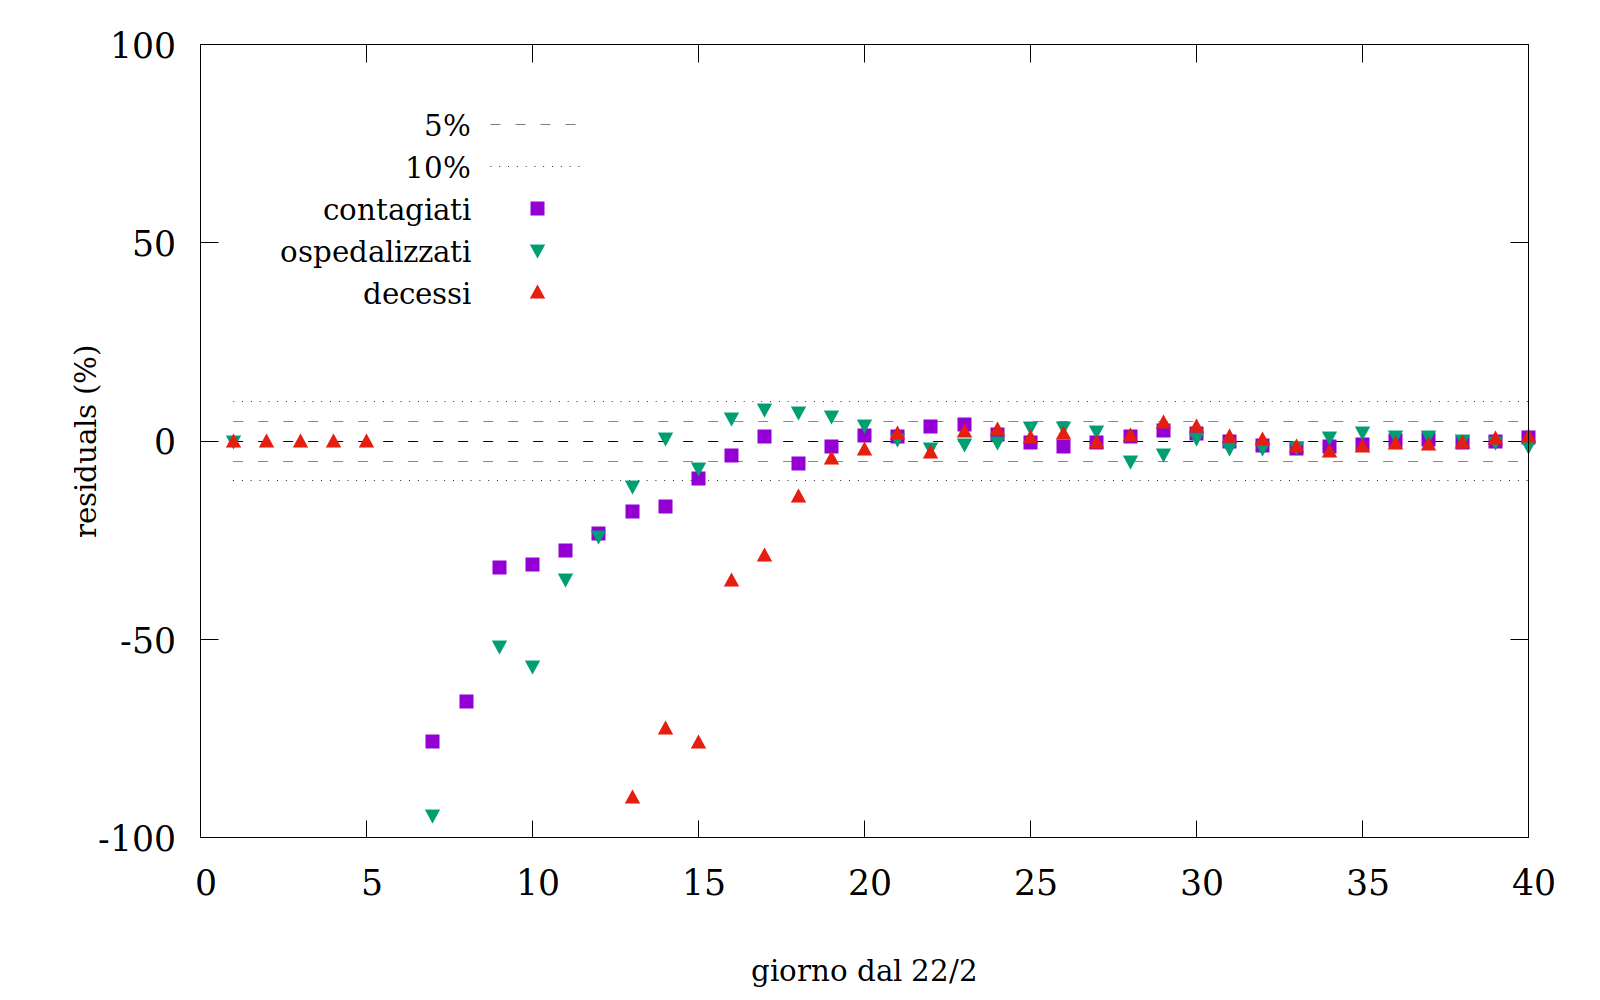 100
50
0
-50
-100
5%
10%
contagiati
ospedalizzati
decessi
residuals (%)
0 5 10 15 20 25 30 35 40
giorno dal 22/2